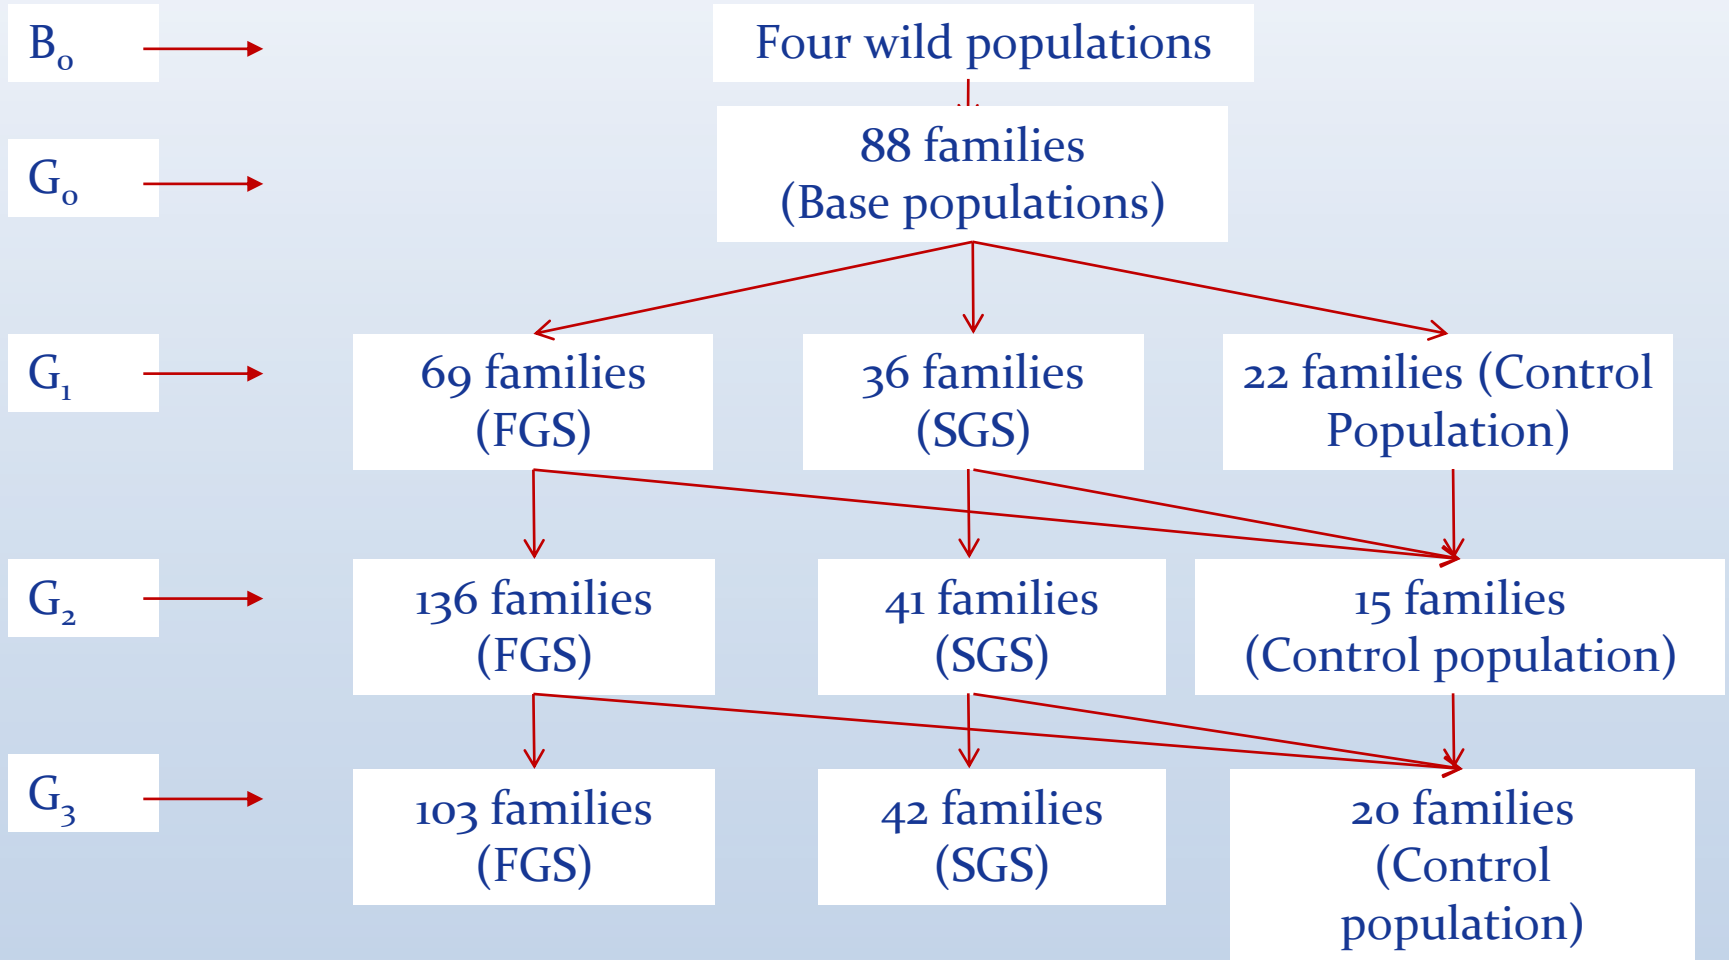 B₀
Four wild populations
G₀
88 families
(Base populations)
G₁
69 families
(FGS)
36 families
(SGS)
22 families (Control
Population)
G₂
136 families
(FGS)
41 families
(SGS)
15 families
(Control population)
G₃
103 families
(FGS)
42 families
(SGS)
20 families
(Control
population)